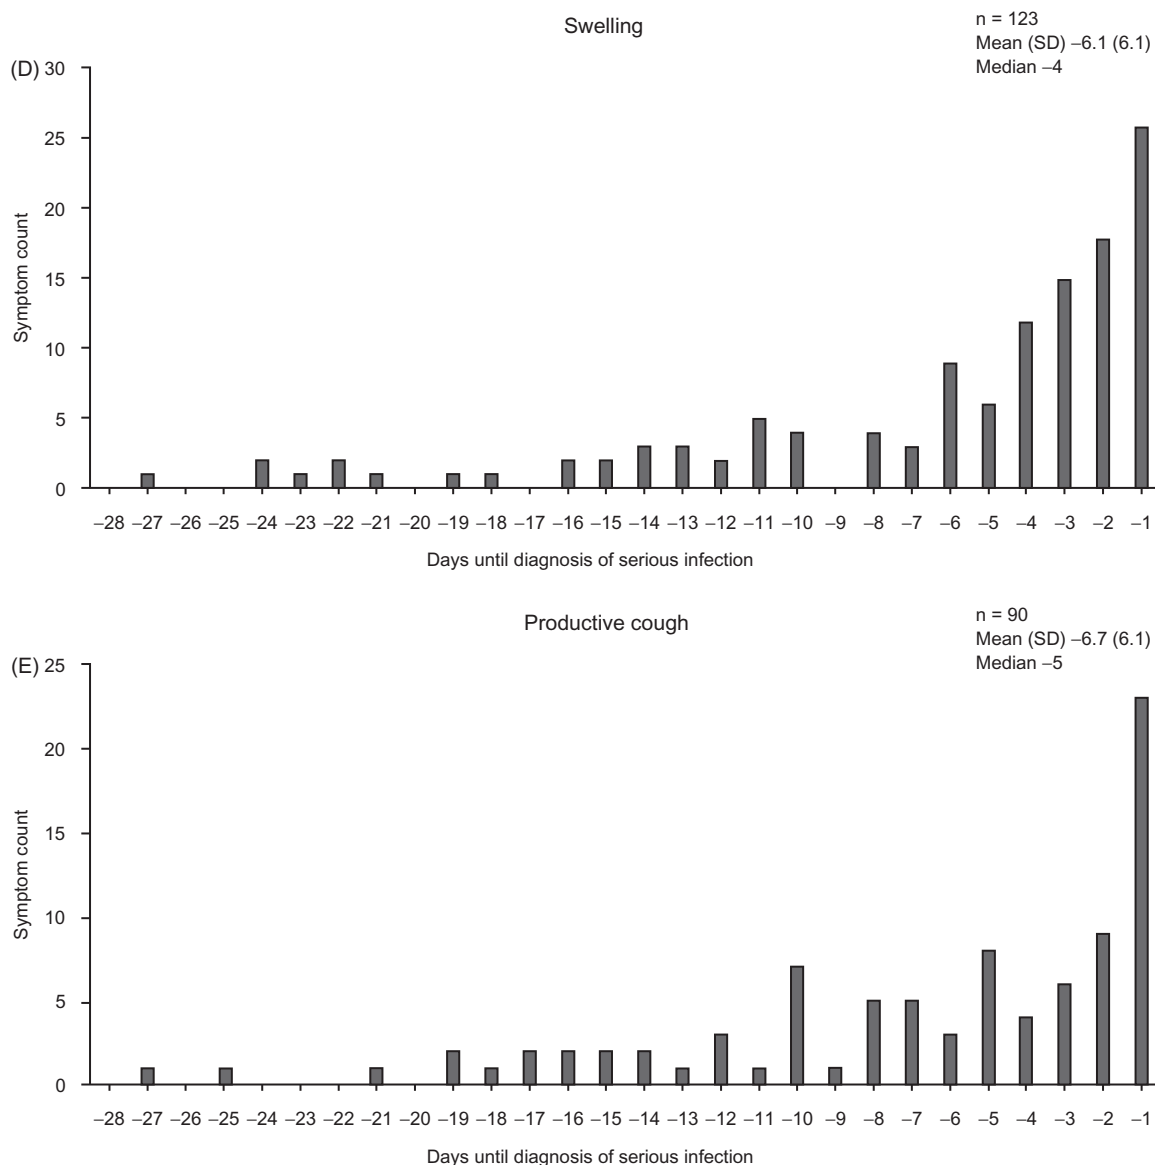 Swelling
n = 123
Mean (SD) –6.1 (6.1)
Median –4
(D)
30
25
20
15
10
5
0
Symptom count
–28 –27 –26 –25 –24 –23 –22 –21 –20 –19 –18 –17 –16 –15 –14 –13 –12 –11 –10 –9 –8 –7 –6 –5 –4 –3 –2 –1
Days until diagnosis of serious infection
Productive cough
n = 90
Mean (SD) –6.7 (6.1)
Median –5
(E)
25
20
15
10
5
0
Symptom count
–28 –27 –26 –25 –24 –23 –22 –21 –20 –19 –18 –17 –16 –15 –14 –13 –12 –11 –10 –9 –8 –7 –6 –5 –4 –3 –2 –1
Days until diagnosis of serious infection